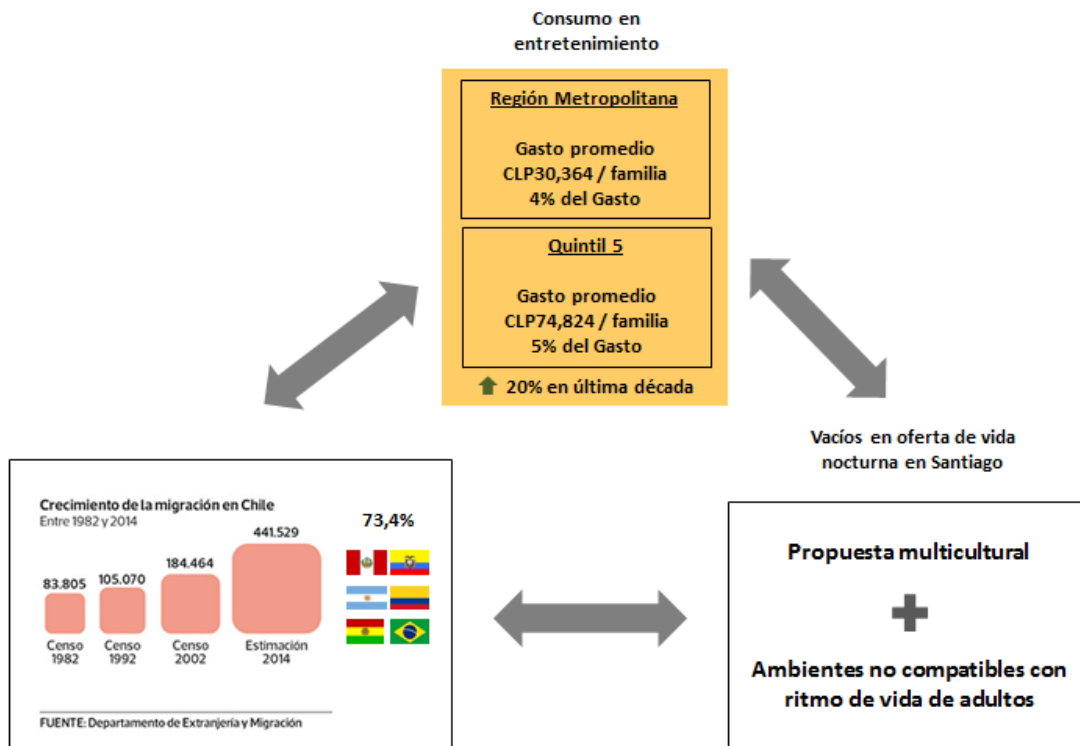 Consumo en
entretenimiento
Región Metropolitana
Gasto promedio
CLP30,364 / familia
4% del Gasto
Quintil 5
Gasto promedio
CLP74,824 / familia
5% del Gasto
20% en última década
Vacíos en oferta de vida
nocturna en Santiago
Crecimiento de la migración en Chile
Entre 1982 y 2014
83.805
105.070
184.464
441.529
Censo
1982
Censo
1992
Censo
2002
Estimación
2014
FUENTE: Departamento de Extranjería y Migración
73,4%
Propuesta multicultural
Ambientes no compatibles con
ritmo de vida de adultos